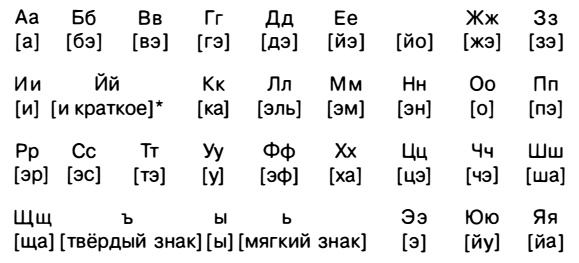 Аа Бб Вв Гг Дд Ее Жж Зз
[а] [бэ] [вэ] [гэ] [дэ] [йэ] [йо] [жэ] [зэ]
Ии Йй Кк Лл Мм Нн Оо Пп
[и] [и краткое]* [ка] [эль] [эм] [эн] [о] [пэ]
Рр Сс Тт Уу Фф Хх Цц Чч Шш
[эр] [эс] [тэ] [у] [эф] [ха] [цэ] [чэ] [ша]
Щщ ъ ы ь Ээ Юю Яя
[ща] [твёрдый знак] [ы] [мягкий знак] [э] [йу] [йа]